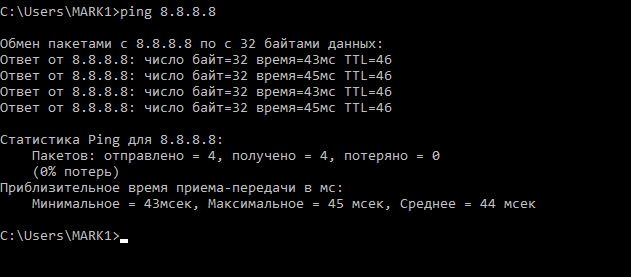 C:\Users\MARK1>ping 8.8.8.8
Обмен пакетами с 8.8.8.8 по с 32 байтами данных:
Ответ от 8.8.8.8: число байт=32 время=43мс TTL=46
Ответ от 8.8.8.8: число байт=32 время=45мс TTL=46
Ответ от 8.8.8.8: число байт=32 время=43мс TTL=46
Ответ от 8.8.8.8: число байт=32 время=45мс TTL=46
Статистика Ping для 8.8.8.8:
Пакетов: отправлено = 4, получено = 4, потеряно = 0
(0% потерь)
Приблизительное время приема-передачи в мс:
Минимальное = 43мсек, Максимальное = 45 мсек, Среднее = 44 мсек
C:\Users\MARK1>